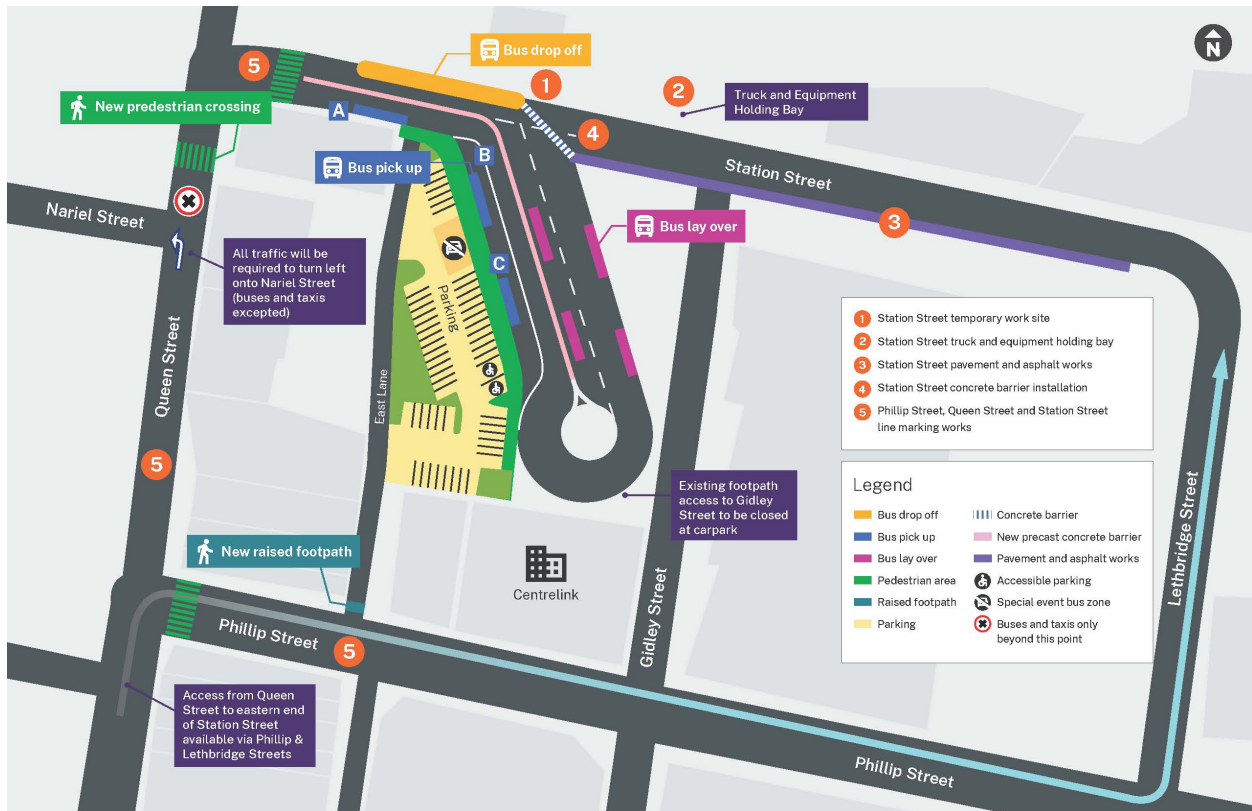 N
5
Bus drop off
1
2
Truck and Equipment
Holding Bay
New predestrian crossing
A
4
B
Bus pick up
Station Street
Nariel Street
Bus lay over
3
All traffic will be
required to turn left
onto Nariel Street
(buses and taxis
excepted)
C
Parking
Queen Street
East Lane
1 Station Street temporary work site
2 Station Street truck and equipment holding bay
3 Station Street pavement and asphalt works
4 Station Street concrete barrier installation
5 Phillip Street, Queen Street and Station Street
line marking works
5
Existing footpath
access to Gidley
Street to be closed
at carpark
Legend
Bus drop off
Bus pick up
Bus lay over
Pedestrian area
Raised footpath
Parking
Concrete barrier
New precast concrete barrier
Pavement and asphalt works
Accessible parking
Special event bus zone
Buses and taxis only
beyond this point
Lethbridge Street
New raised footpath
Centrelink
Gidley Street
Phillip Street
5
Access from Queen
Street to eastern end
of Station Street
available via Phillip &
Lethbridge Streets
Phillip Street